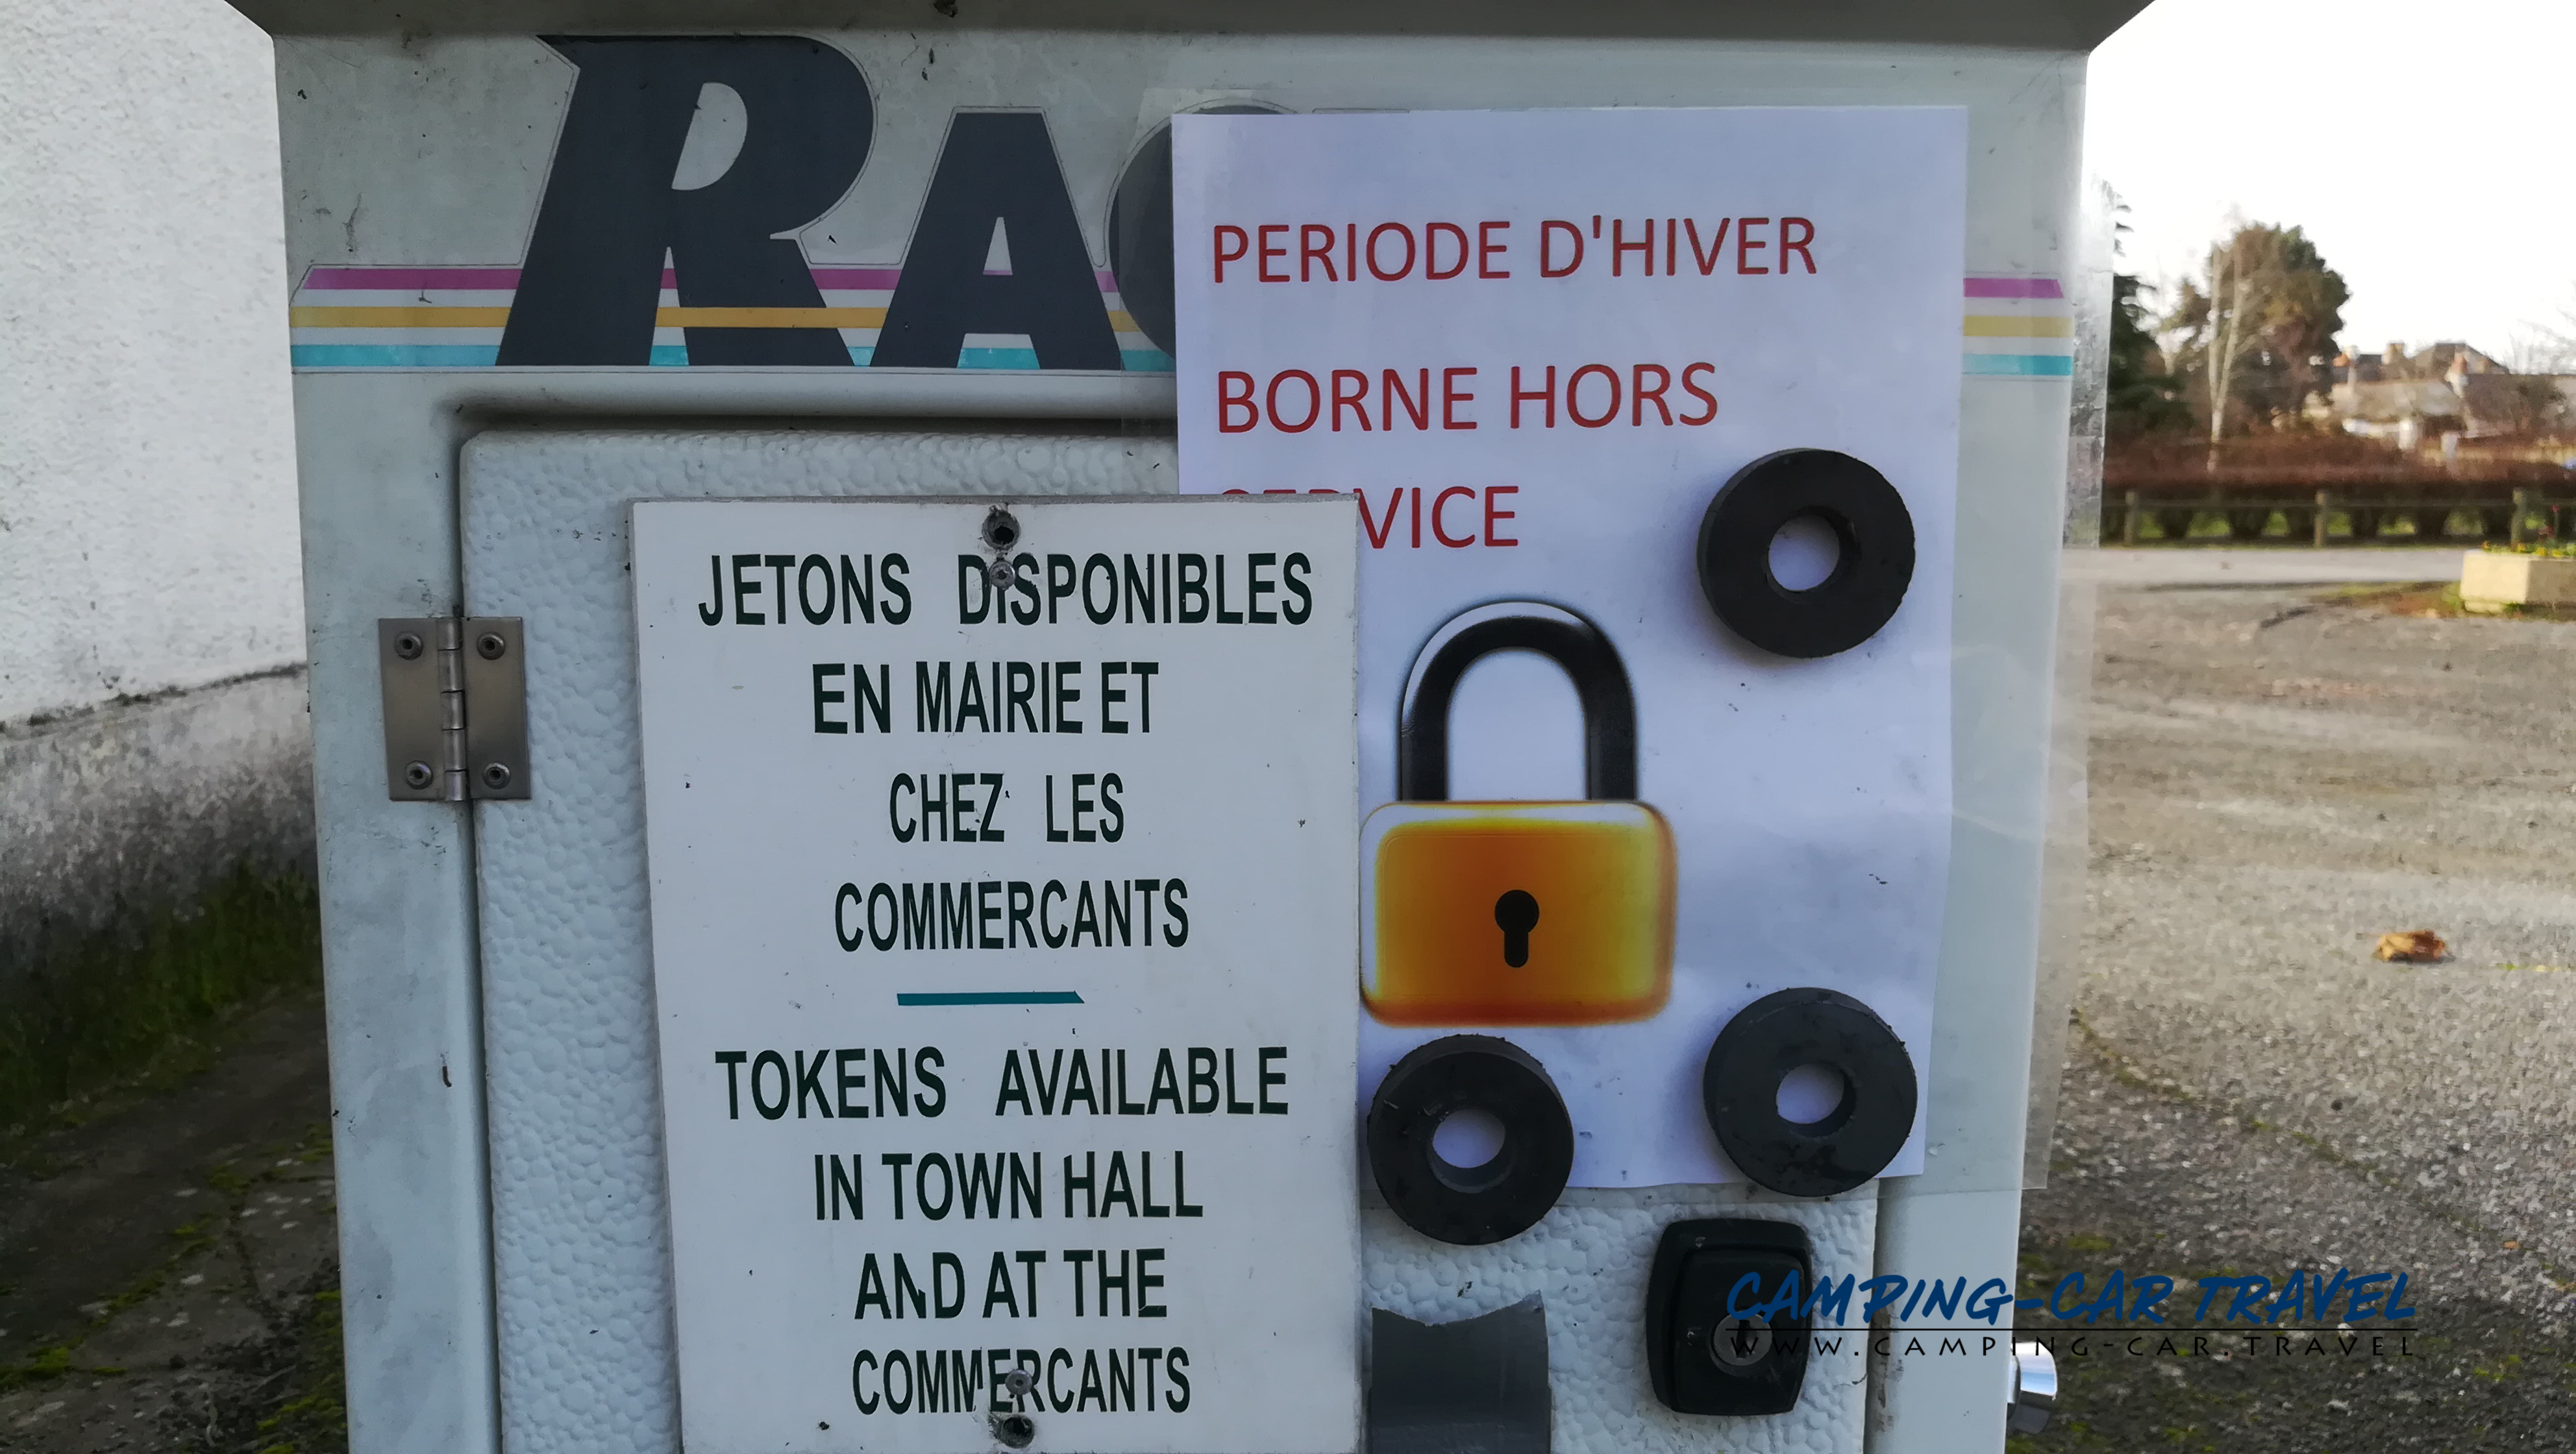 PERIODE D'HIVER
BORNE HORS
SERVICE
JETONS DISPONIBLES
EN MAIRIE ET
CHEZ LES
COMMERCANTS
TOKENS AVAILABLE
IN TOWN HALL
AND AT THE
COMMERCANTS
CAMPING-CAR TRAVEL
WWW.CAMPING-CAR.TRAVEL